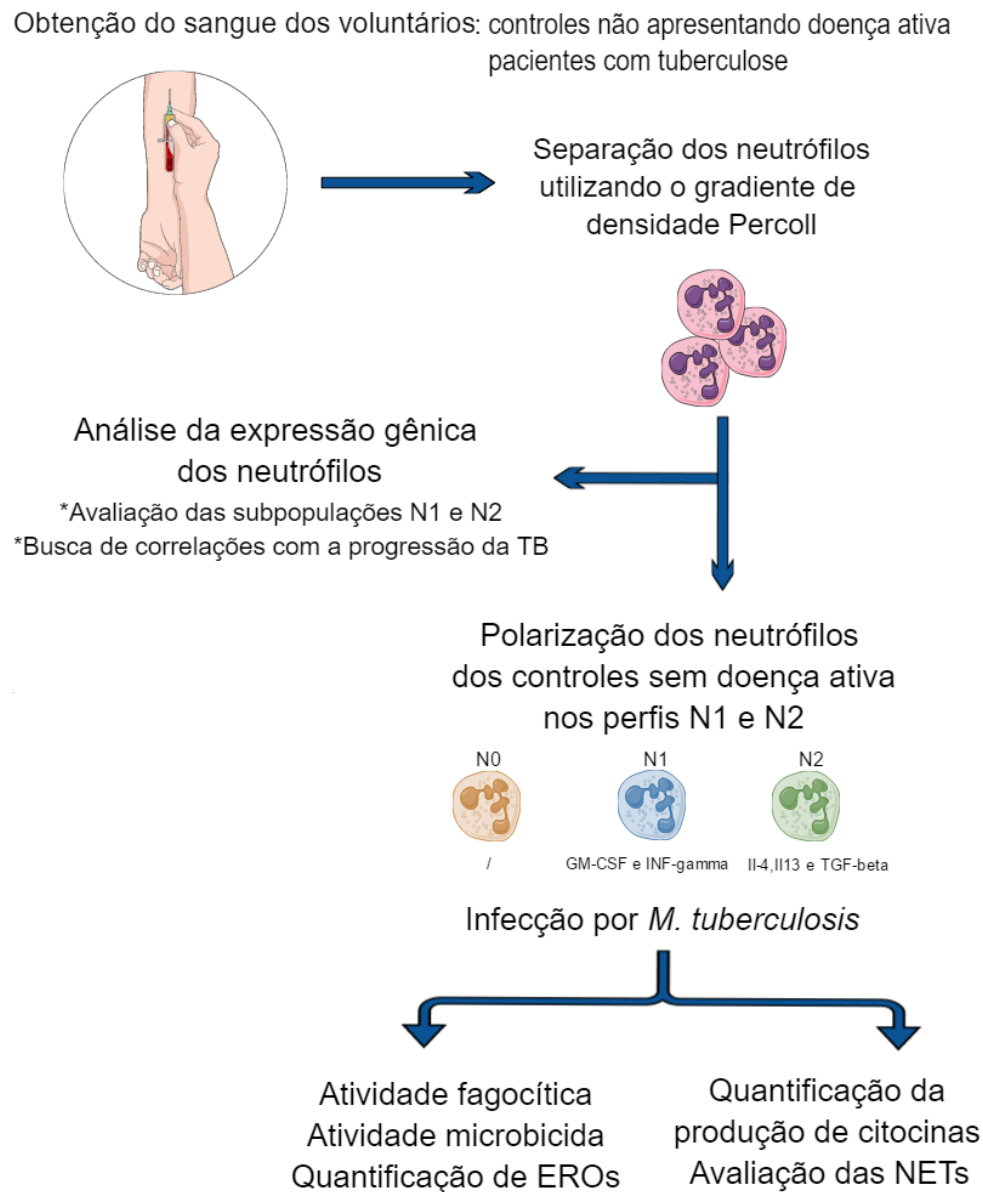 Obtenção do sangue dos voluntários: controles não apresentando doença ativa
pacientes com tuberculose
Separação dos neutrófilos
utilizando o gradiente de
densidade Percoll
Análise da expressão gênica
dos neutrófilos
*Avaliação das subpopulações N1 e N2
*Busca de correlações com a progressão da TB
Polarização dos neutrófilos
dos controles sem doença ativa
nos perfis N1 e N2
N0 N1 N2
/ GM-CSF e INF-gamma Il-4,Il13 e TGF-beta
Infecção por M. tuberculosis
Atividade fagocítica
Atividade microbicida
Quantificação de EROs
Quantificação da
produção de citocinas
Avaliação das NETs